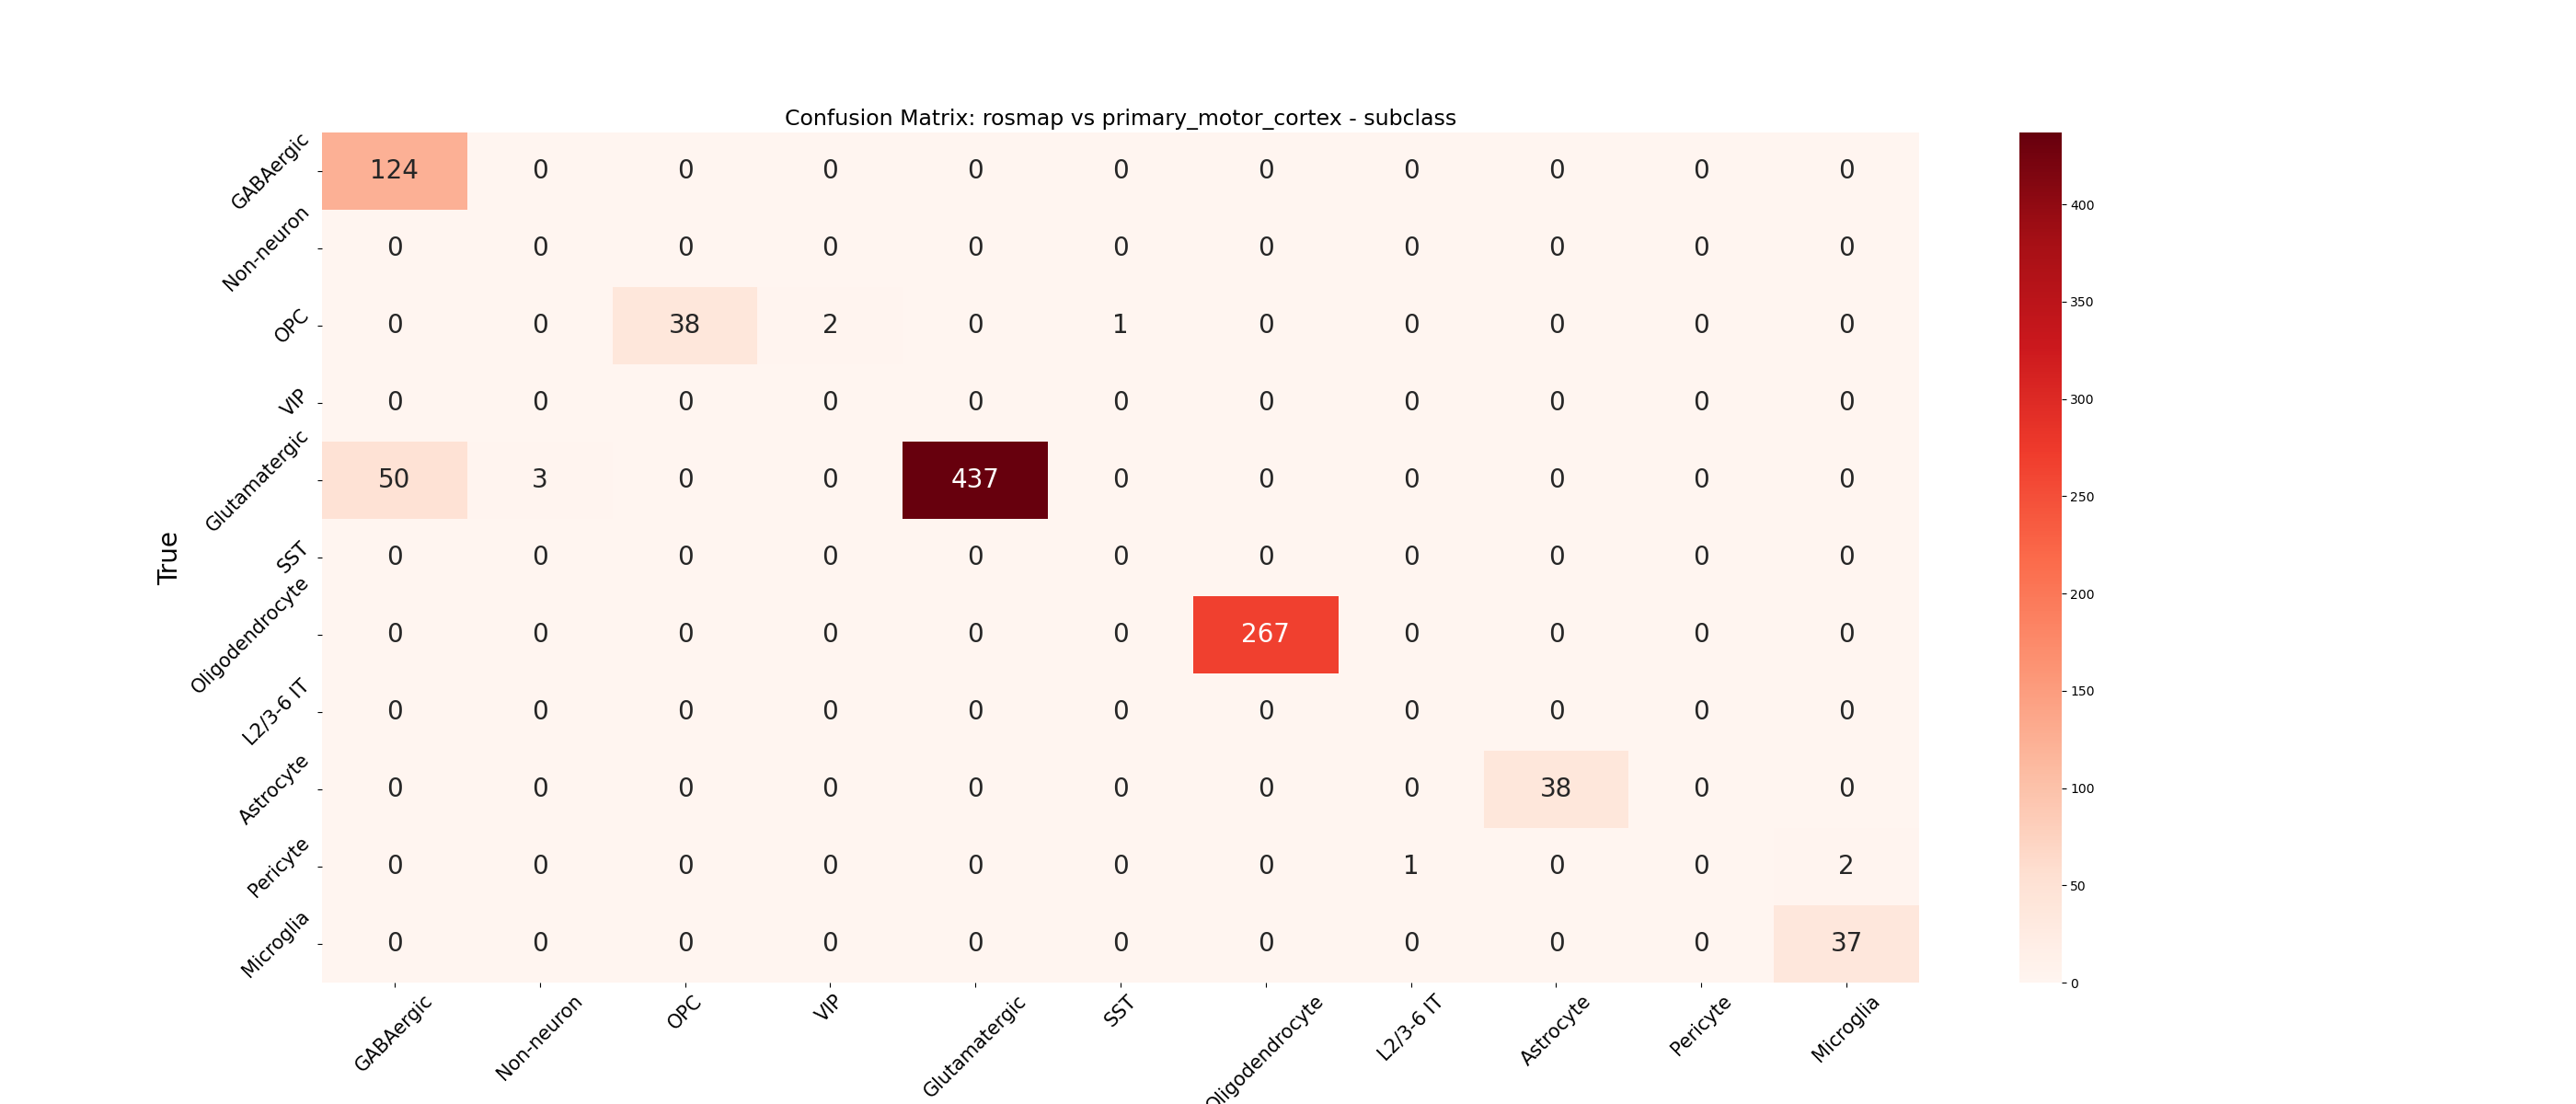 Confusion Matrix: rosmap vs primary_motor_cortex - subclass
True
GABAergic 124 0 0 0 0 0 0 0 0 0 0
Non-neuron 0 0 0 0 0 0 0 0 0 0 0
OPC 0 0 38 2 0 1 0 0 0 0 0
VIP 0 0 0 0 0 0 0 0 0 0 0
Glutamatergic 50 3 0 0 437 0 0 0 0 0 0
SST 0 0 0 0 0 0 0 0 0 0 0
Oligodendrocyte 0 0 0 0 0 0 267 0 0 0 0
L2/3-6 IT 0 0 0 0 0 0 0 0 0 0 0
Astrocyte 0 0 0 0 0 0 0 0 38 0 0
Pericyte 0 0 0 0 0 0 0 1 0 0 2
Microglia 0 0 0 0 0 0 0 0 0 0 37
GABAergic Non-neuron OPC VIP Glutamatergic SST Oligodendrocyte L2/3-6 IT Astrocyte Pericyte Microglia
400
350
300
250
200
150
100
50
0